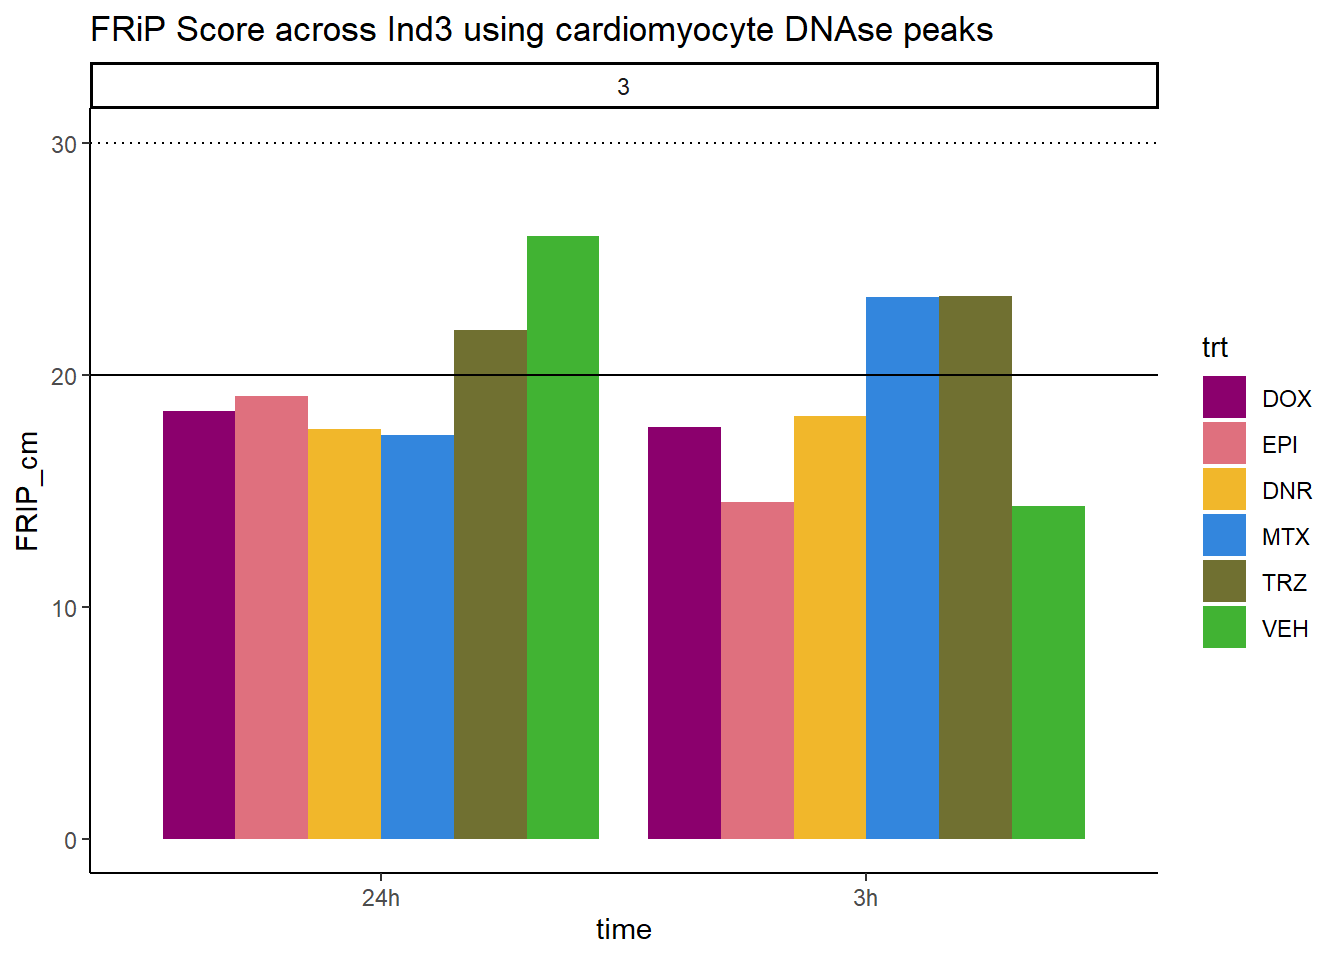 FRiP Score across Ind3 using cardiomyocyte DNAse peaks
3
30
20
10
0
FRIP_cm
24h
3h
time
trt
DOX
EPI
DNR
MTX
TRZ
VEH